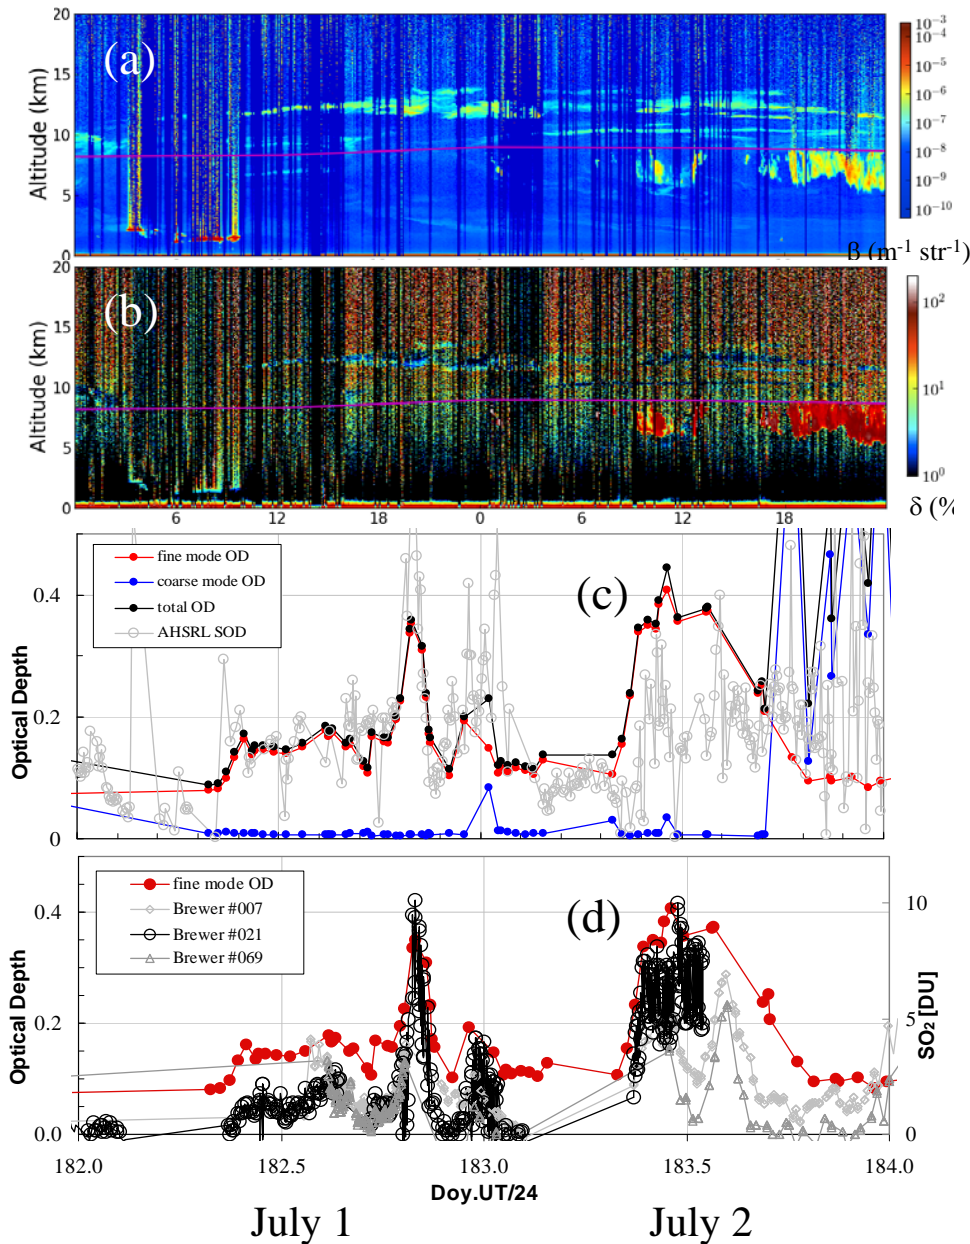 20
15
10
5
0
Altitude (km)
(a)
10⁻³
10⁻⁴
10⁻⁵
10⁻⁶
10⁻⁷
10⁻⁸
10⁻⁹
10⁻¹⁰
β (m⁻¹ str⁻¹)
20
15
10
5
0
Altitude (km)
(b)
10²
10¹
10⁰
δ (%
6 12 18 0 6 12 18
fine mode OD
coarse mode OD
total OD
AHSRL SOD
(c)
0.4
0.2
0
Optical Depth
fine mode OD
Brewer #007
Brewer #021
Brewer #069
(d)
0.4
0.2
0.0
Optical Depth
10
5
0
SO₂ [DU]
182.0 182.5 183.0 183.5 184.0
Doy.UT/24
July 1 July 2